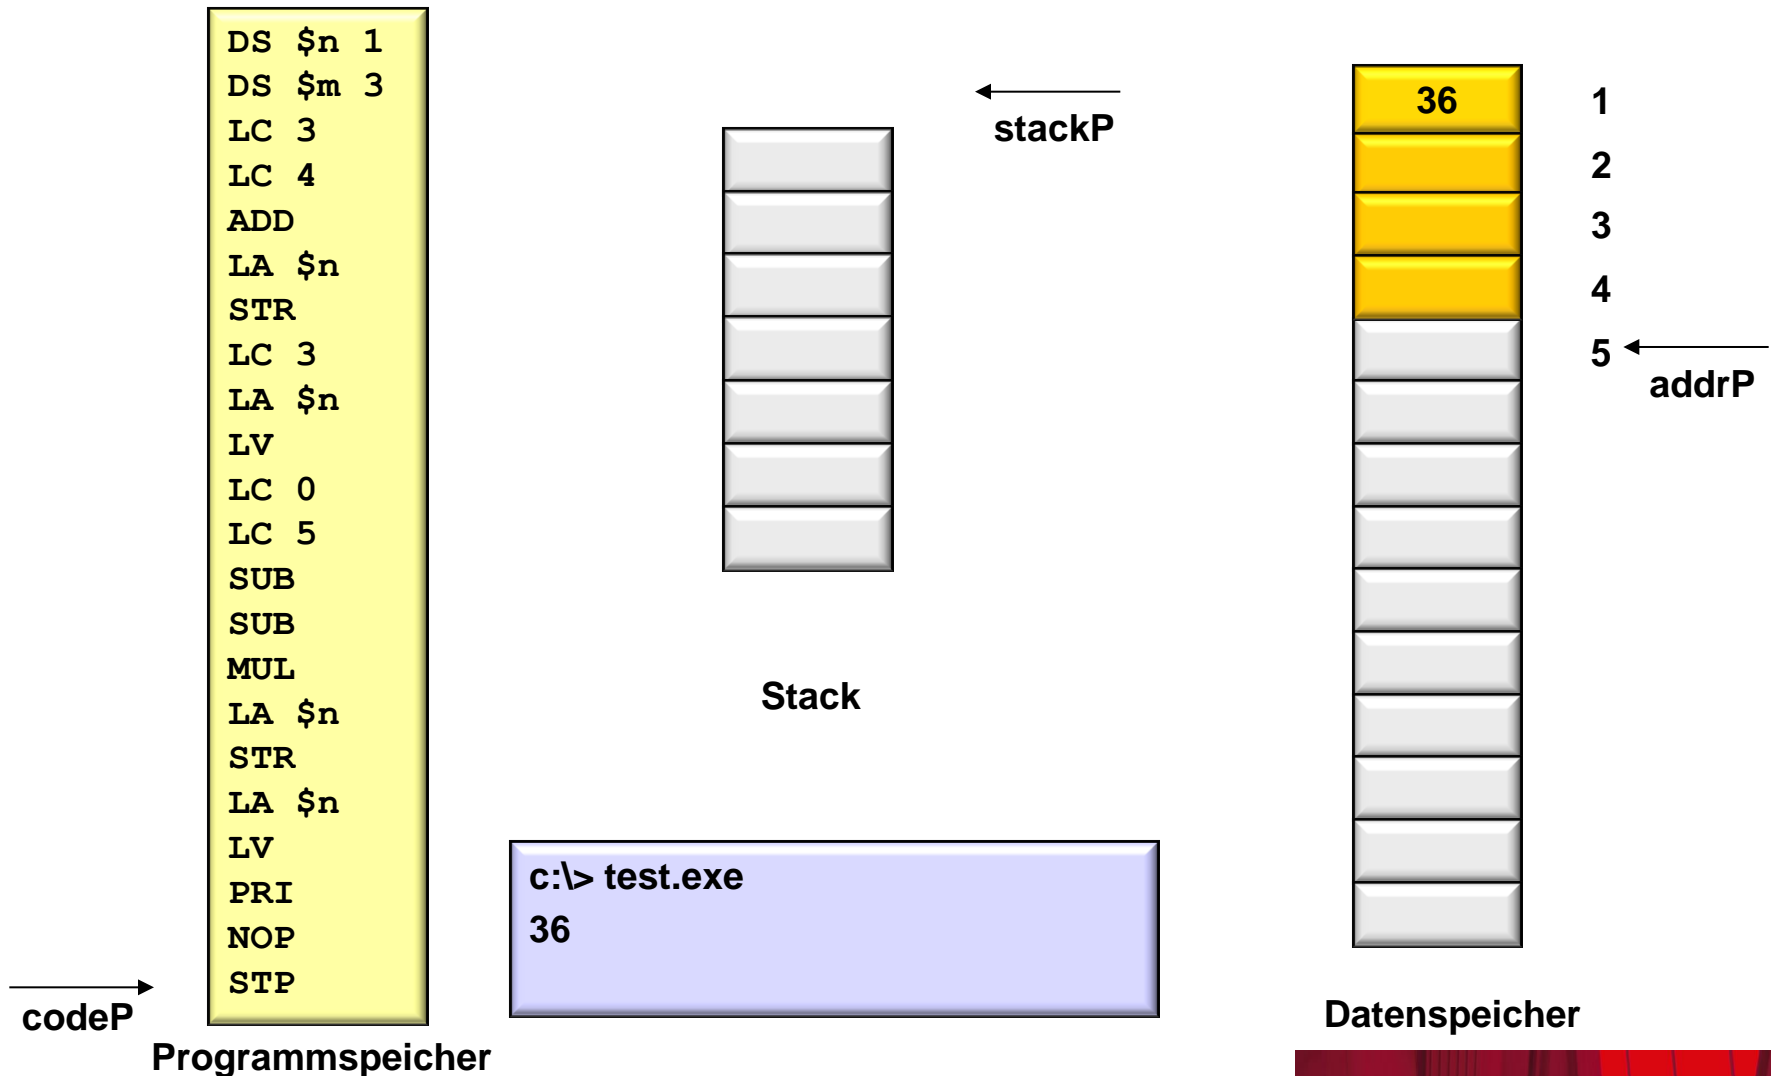 DS $n 1
DS $m 3
LC 3
LC 4
ADD
LA $n
STR
LC 3
LA $n
LV
LC 0
LC 5
SUB
SUB
MUL
LA $n
STR
LA $n
LV
PRI
NOP
STP
codeP
Programmspeicher
stackP
Stack
c:\> test.exe
36
36
1
2
3
4
5
addrP
Datenspeicher